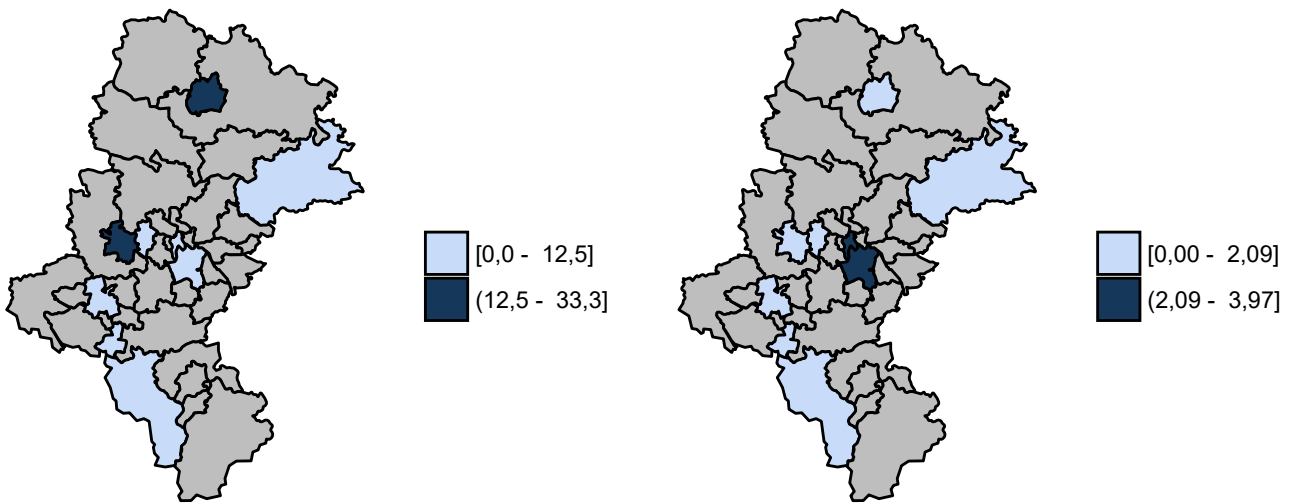 [0,0 - 12,5]
(12,5 - 33,3]
[0,00 - 2,09]
(2,09 - 3,97]